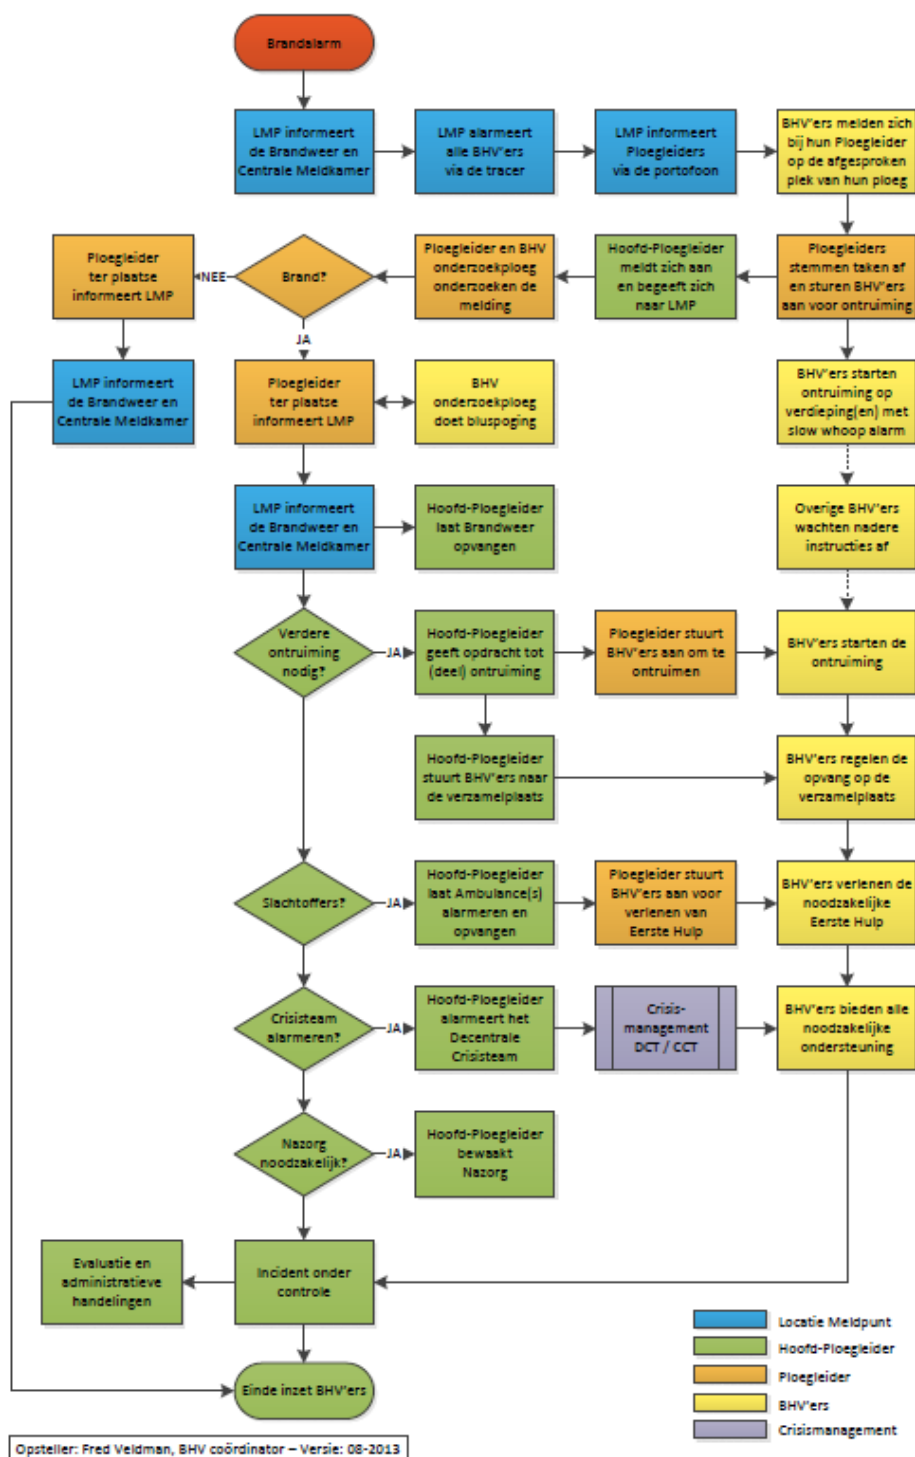 Brandalarm
LMP informeert
de Brandweer en
Centrale Meldkamer
LMP alarmeert
alle BHV'ers
via de tracer
LMP informeert
Ploegleiders
via de portofoon
BHV'ers melden zich
bij hun Ploegleider
op de afgesproken
plek van hun ploeg
Ploegleider
ter plaatse
informeert LMP
NEE
Brand?
JA
Ploegleider en BHV
onderzoekploeg
onderzoeken de
melding
Hoofd-Ploegleider
meldt zich aan
en begeeft zich
naar LMP
Ploegleiders
stemmen taken af
en sturen BHV'ers
aan voor ontruiming
LMP informeert
de Brandweer en
Centrale Meldkamer
Ploegleider
ter plaatse
informeert LMP
BHV
onderzoekploeg
doet bluspoging
BHV'ers starten
ontruiming op
verdieping(en) met
slow whoop alarm
LMP informeert
de Brandweer en
Centrale Meldkamer
Hoofd-Ploegleider
laat Brandweer
opvangen
Overige BHV'ers
wachten nadere
instructies af
Verdere
ontruiming
nodig?
JA
Hoofd-Ploegleider
geeft opdracht tot
(deel) ontruiming
Ploegleider stuurt
BHV'ers aan om te
ontruimen
BHV'ers starten de
ontruiming
Hoofd-Ploegleider
stuurt BHV'ers naar
de verzamelplaats
BHV'ers regelen de
opvang op de
verzamelplaats
Slachtoffers?
JA
Hoofd-Ploegleider
laat Ambulance(s)
alarmeren en
opvangen
Ploegleider stuurt
BHV'ers aan voor
verlenen van
Eerste Hulp
BHV'ers verlenen de
noodzakelijke
Eerste Hulp
Crisisteam
alarmeren?
JA
Hoofd-Ploegleider
alarmeert het
Decentrale
Crisisteam
Crisis-
management
DCT / CCT
BHV'ers bieden alle
noodzakelijke
ondersteuning
Nazorg
noodzakelijk?
JA
Hoofd-Ploegleider
bewaakt
Nazorg
Evaluatie en
administratieve
handelingen
Incident onder
controle
Einde inzet BHV'ers
Locatie Meldpunt
Hoofd-Ploegleider
Ploegleider
BHV'ers
Crisismanagement
Opsteller: Fred Veldman, BHV coördinator – Versie: 08-2013